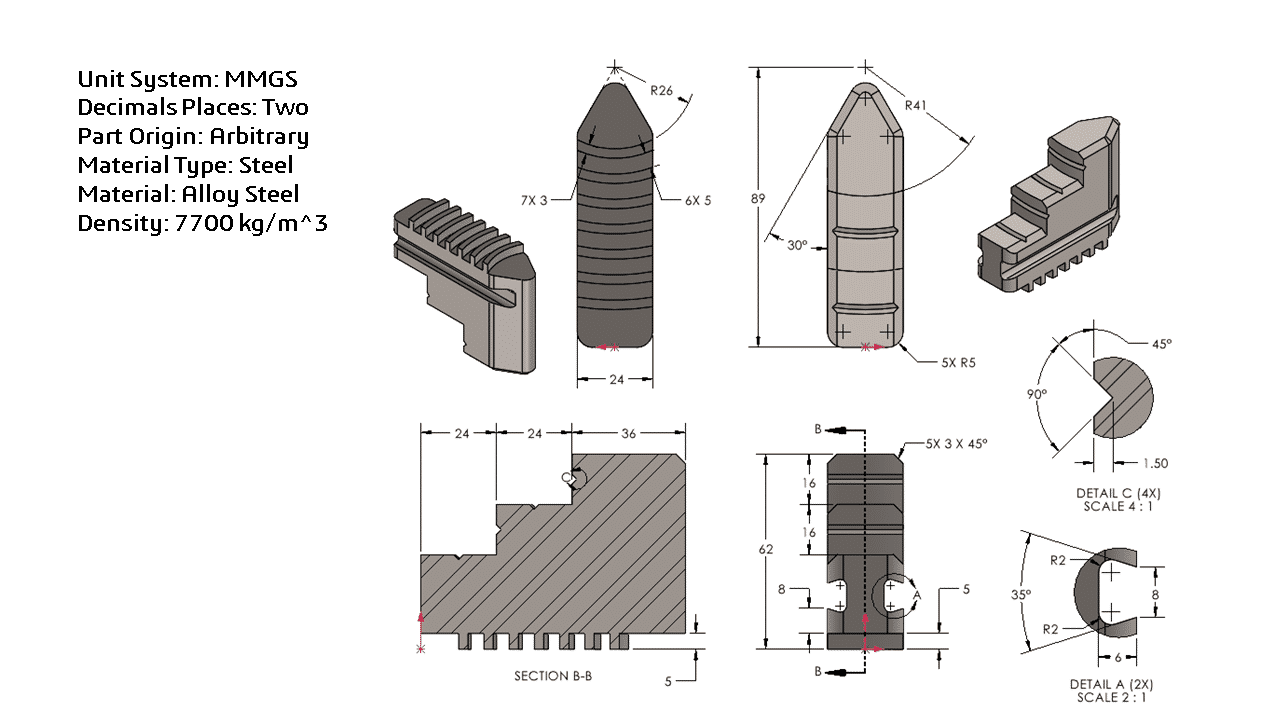 Unit System: MMGS
Decimals Places: Two
Part Origin: Arbitrary
Material Type: Steel
Material: Alloy Steel
Density: 7700 kg/m^3
R26
7X 3
6X 5
24
R41
89
30°
5X R5
45°
90°
1.50
DETAIL C (4X)
SCALE 4 : 1
24
24
36
C
5
SECTION B-B
B
5X 3 X 45°
16
16
62
8
A
5
B
R2
35°
8
R2
6
DETAIL A (2X)
SCALE 2 : 1